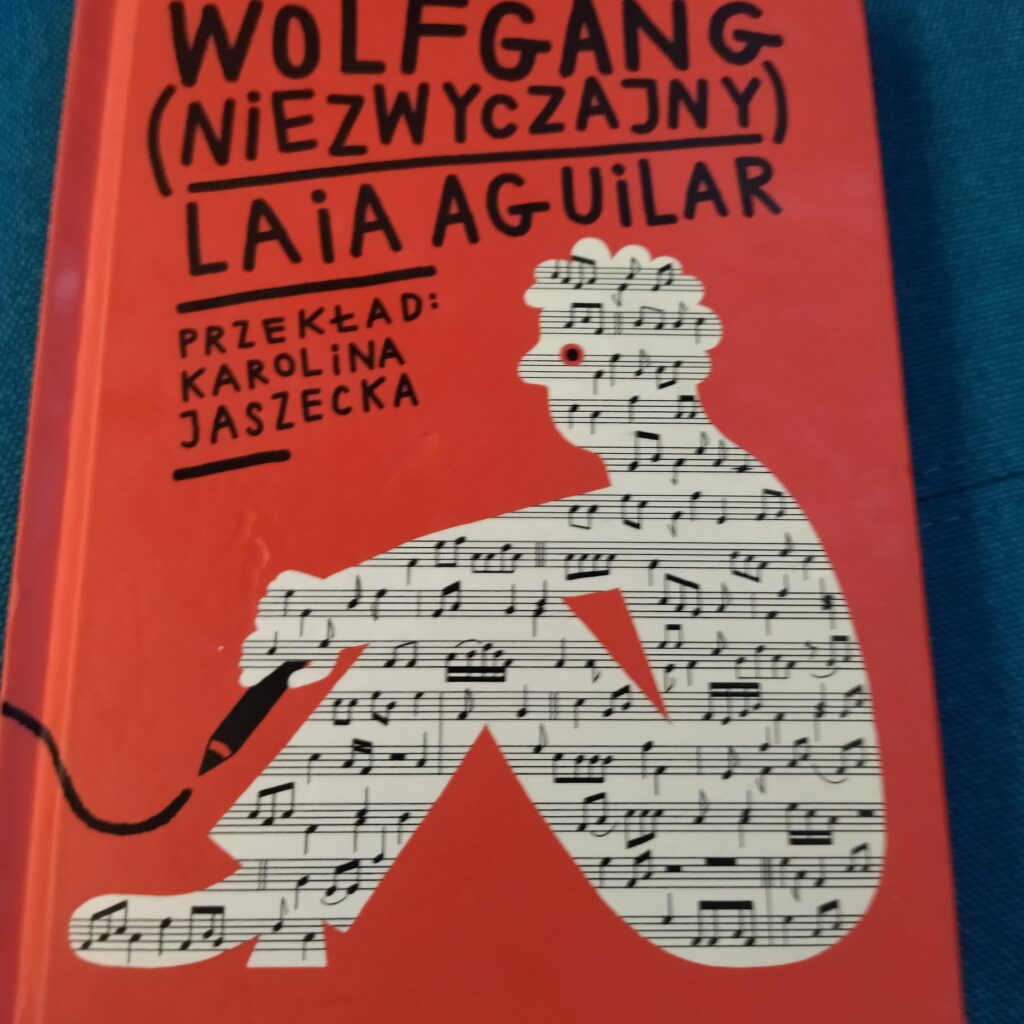 WOLFGANG
(NiEZWYCZAJNY)
LAiA AGUiLAR
PRZEKŁAD:
KAROLiNA
JASZECKA